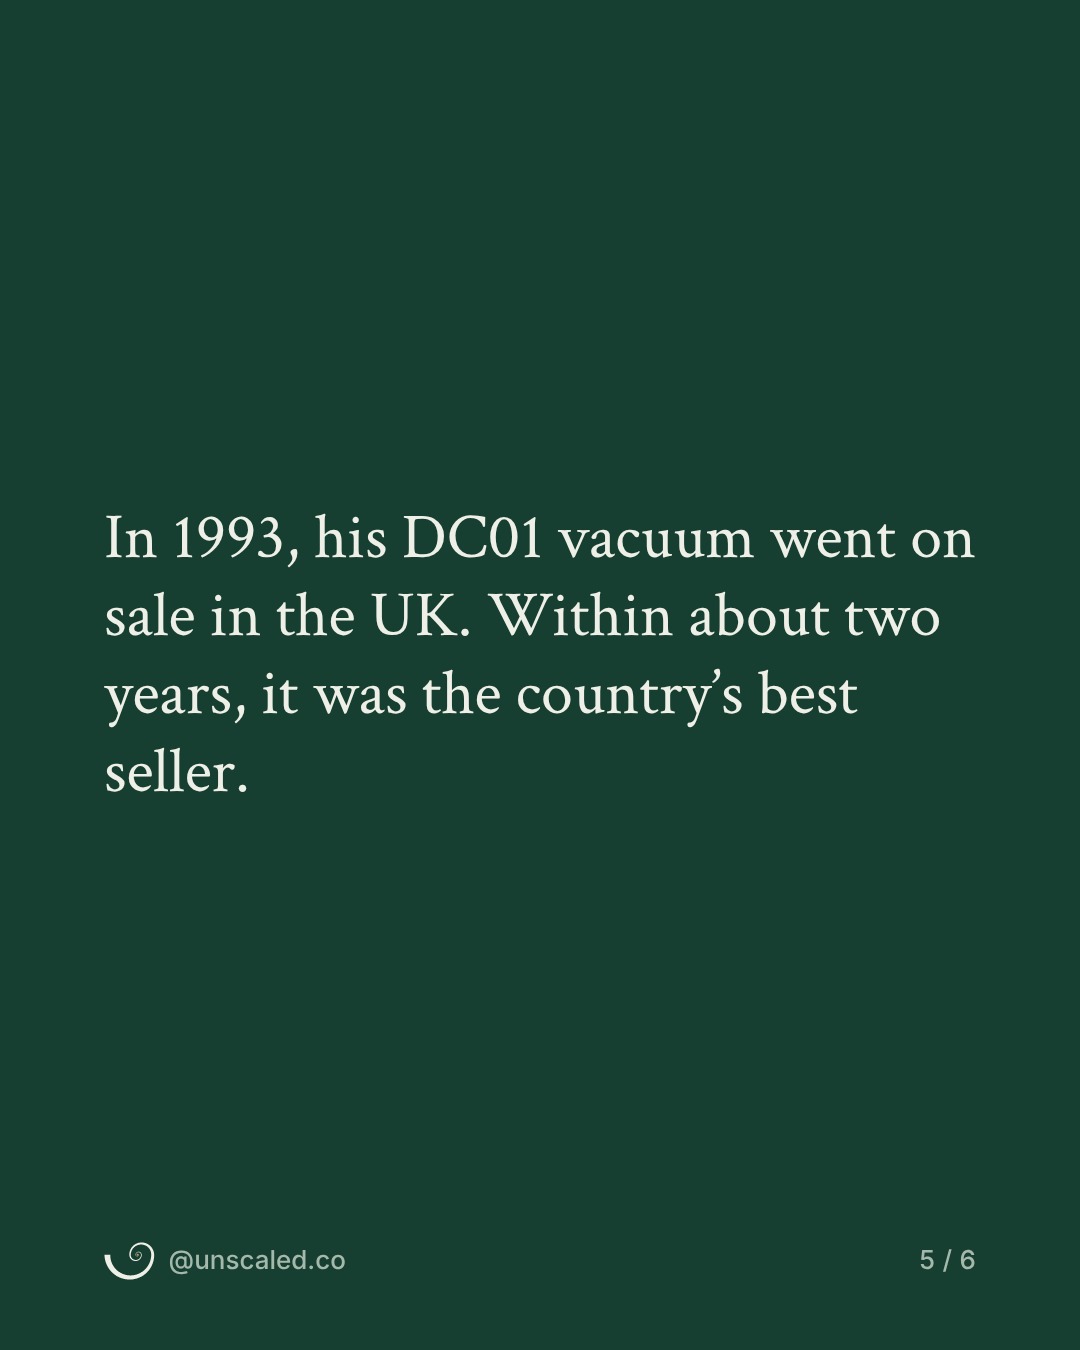 In 1993, his DC01 vacuum went on
sale in the UK. Within about two
years, it was the country’s best
seller.
@unscaled.co
5 / 6